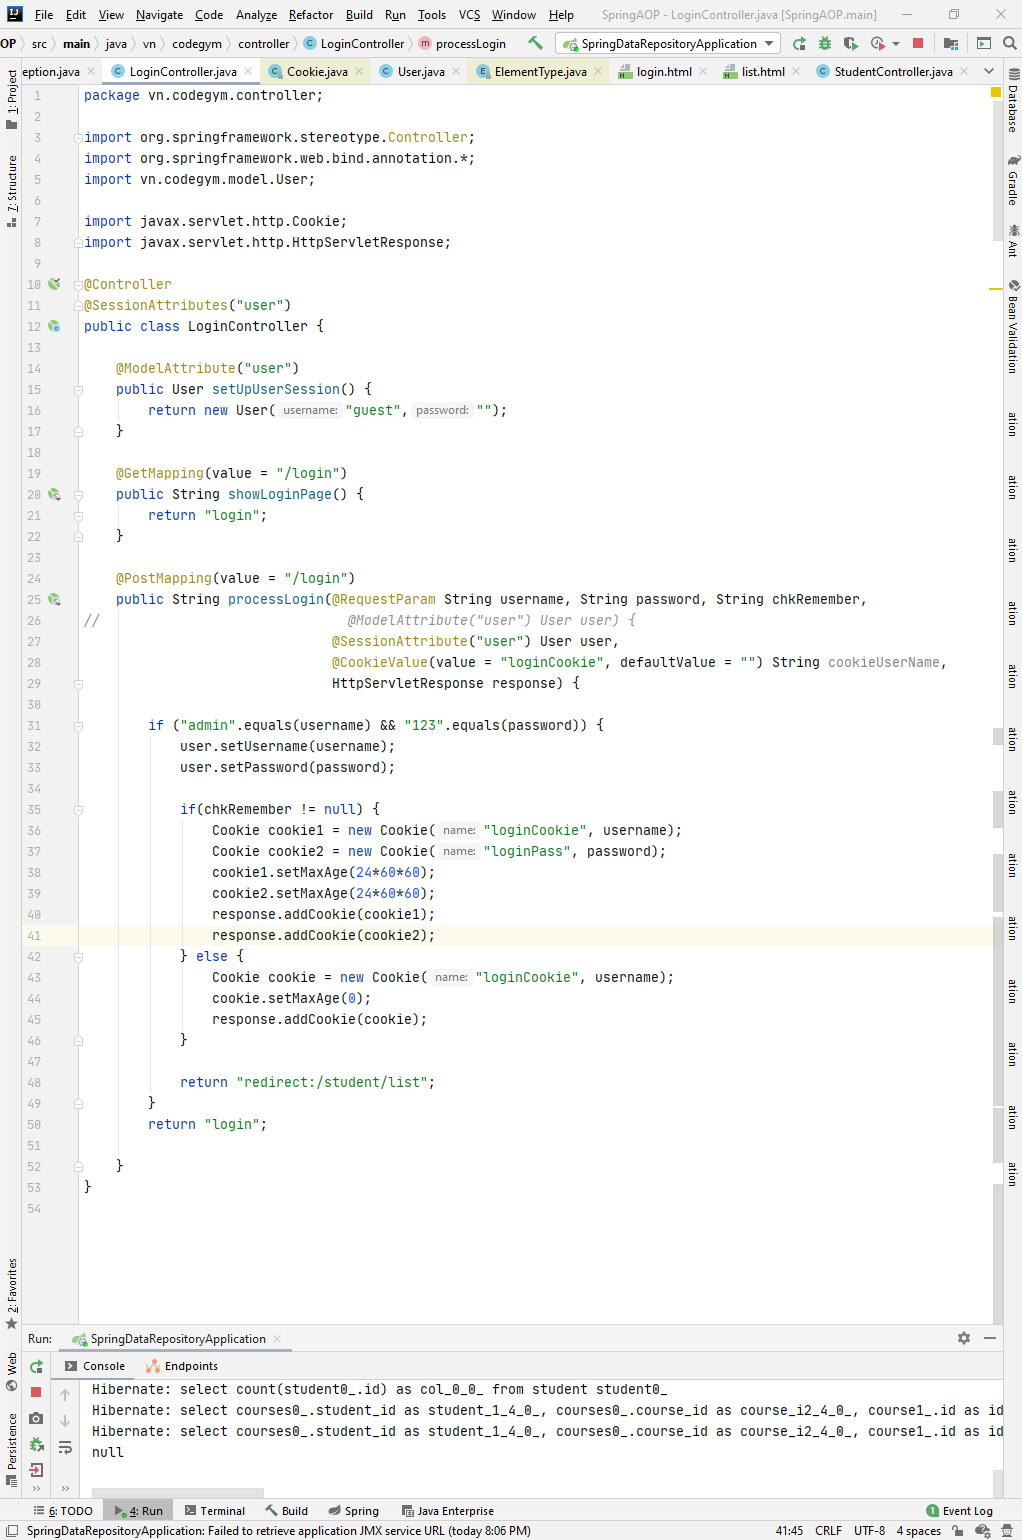 File Edit View Navigate Code Analyze Refactor Build Run Tools VCS Window Help SpringAOP - LoginController.java [SpringAOP.main]
OP src main java vn codegym controller LoginController processLogin SpringDataRepositoryApplication
eption.java LoginController.java Cookie.java User.java ElementType.java login.html list.html StudentController.java
1: Project
7: Structure
2: Favorites
Web
Persistence
Database
Gradle
Ant
Bean Validation
ation
ation
ation
ation
ation
ation
ation
ation
ation
ation
ation
ation
ation
1 package vn.codegym.controller;
2
3 import org.springframework.stereotype.Controller;
4 import org.springframework.web.bind.annotation.*;
5 import vn.codegym.model.User;
6
7 import javax.servlet.http.Cookie;
8 import javax.servlet.http.HttpServletResponse;
9
10 @Controller
11 @SessionAttributes("user")
12 public class LoginController {
13
14 @ModelAttribute("user")
15 public User setUpUserSession() {
16 return new User( username: "guest", password: "");
17 }
18
19 @GetMapping(value = "/login")
20 public String showLoginPage() {
21 return "login";
22 }
23
24 @PostMapping(value = "/login")
25 public String processLogin(@RequestParam String username, String password, String chkRemember,
26 // @ModelAttribute("user") User user) {
27 @SessionAttribute("user") User user,
28 @CookieValue(value = "loginCookie", defaultValue = "") String cookieUserName,
29 HttpServletResponse response) {
30
31 if ("admin".equals(username) && "123".equals(password)) {
32 user.setUsername(username);
33 user.setPassword(password);
34
35 if(chkRemember != null) {
36 Cookie cookie1 = new Cookie( name: "loginCookie", username);
37 Cookie cookie2 = new Cookie( name: "loginPass", password);
38 cookie1.setMaxAge(24*60*60);
39 cookie2.setMaxAge(24*60*60);
40 response.addCookie(cookie1);
41 response.addCookie(cookie2);
42 } else {
43 Cookie cookie = new Cookie( name: "loginCookie", username);
44 cookie.setMaxAge(0);
45 response.addCookie(cookie);
46 }
47
48 return "redirect:/student/list";
49 }
50 return "login";
51
52 }
53 }
54
Run: SpringDataRepositoryApplication
Console Endpoints
Hibernate: select count(student0_.id) as col_0_0_ from student student0_
Hibernate: select courses0_.student_id as student_1_4_0_, courses0_.course_id as course_i2_4_0_, course1_.id as id
Hibernate: select courses0_.student_id as student_1_4_0_, courses0_.course_id as course_i2_4_0_, course1_.id as id
null
6: TODO 4: Run Terminal Build Spring Java Enterprise 1 Event Log
SpringDataRepositoryApplication: Failed to retrieve application JMX service URL (today 8:06 PM) 41:45 CRLF UTF-8 4 spaces